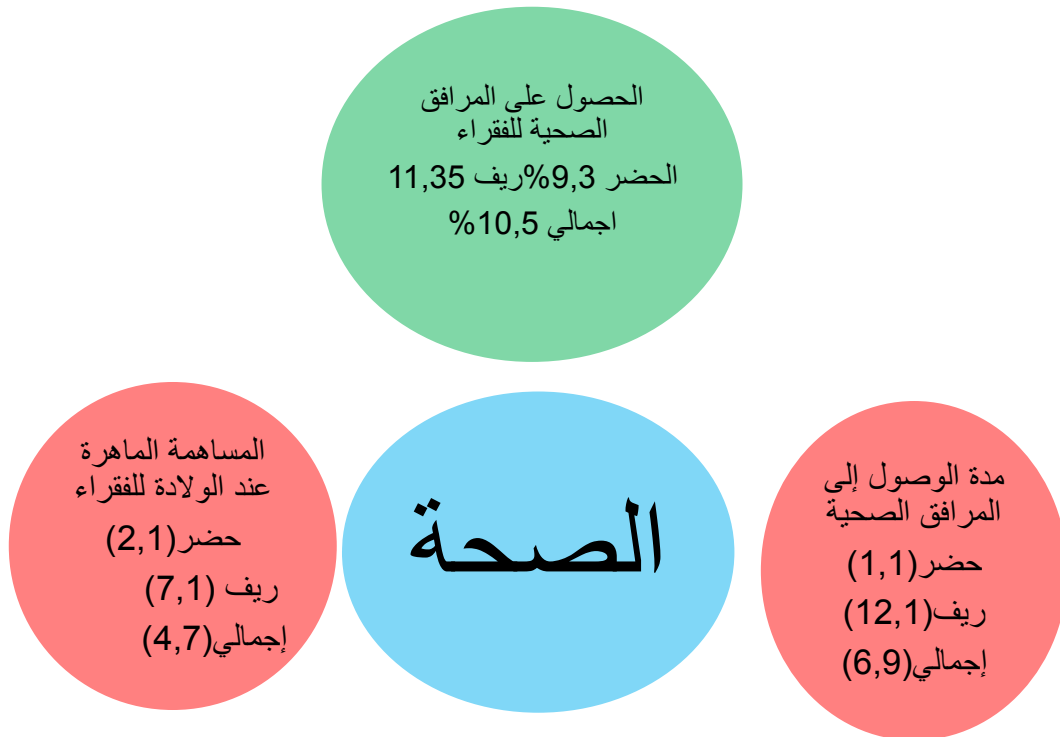 الحصول على المرافق
الصحية للفقراء
الحضر 9,3%ريف 11,35
اجمالي 10,5%
المساهمة الماهرة
عند الولادة للفقراء
حضر(2,1)
ريف (7,1)
إجمالي(4,7)
الصحة
مدة الوصول إلى
المرافق الصحية
حضر(1,1)
ريف(12,1)
إجمالي(6,9)